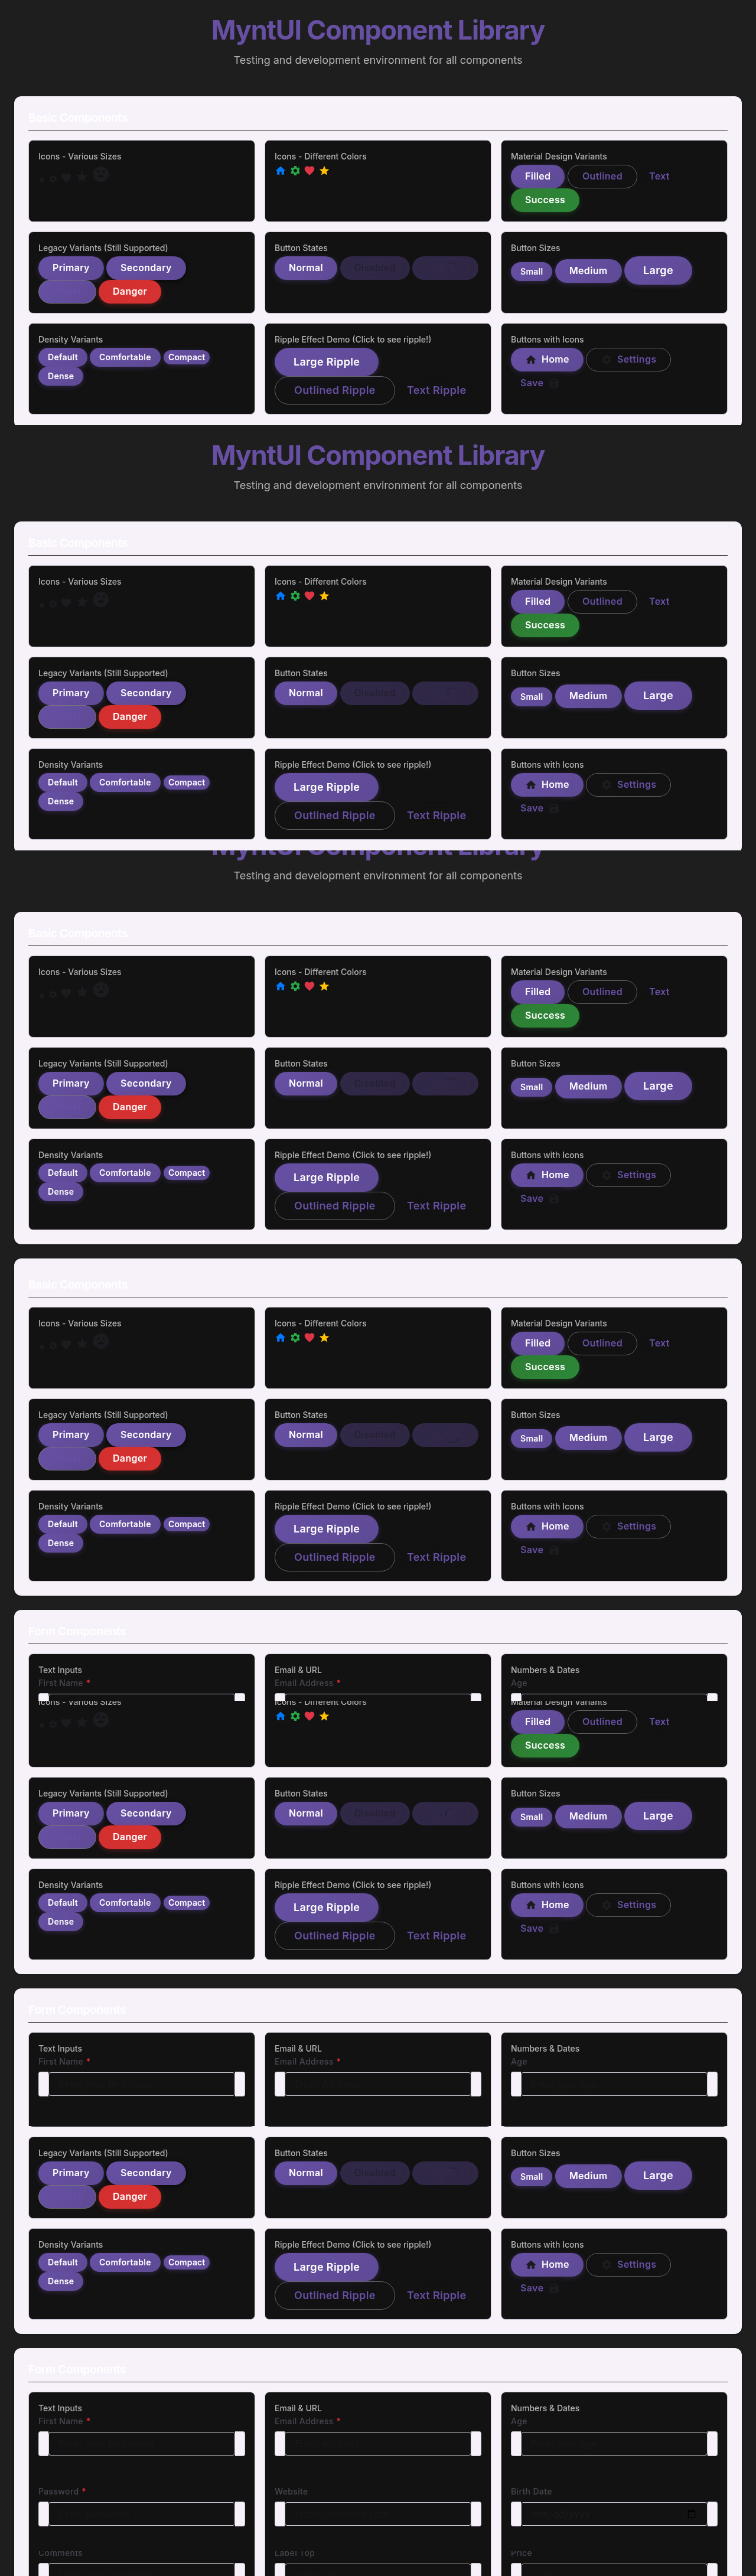 MyntUI Component Library
Testing and development environment for all components
Basic Components
Icons - Various Sizes
Icons - Different Colors
Material Design Variants
Filled Outlined Text
Success
Legacy Variants (Still Supported)
Button States
Button Sizes
Primary Secondary
Normal Disabled
Small Medium Large
Danger
Density Variants
Ripple Effect Demo (Click to see ripple!)
Buttons with Icons
Default Comfortable Compact
Large Ripple
Home Settings
Dense
Outlined Ripple Text Ripple
Save
MyntUI Component Library
Testing and development environment for all components
Basic Components
Icons - Various Sizes
Icons - Different Colors
Material Design Variants
Filled Outlined Text
Success
Legacy Variants (Still Supported)
Button States
Button Sizes
Primary Secondary
Normal Disabled
Small Medium Large
Danger
Density Variants
Ripple Effect Demo (Click to see ripple!)
Buttons with Icons
Default Comfortable Compact
Large Ripple
Home Settings
Dense
Outlined Ripple Text Ripple
Save
MyntUI Component Library
Testing and development environment for all components
Basic Components
Icons - Various Sizes
Icons - Different Colors
Material Design Variants
Filled Outlined Text
Success
Legacy Variants (Still Supported)
Button States
Button Sizes
Primary Secondary
Normal Disabled
Small Medium Large
Danger
Density Variants
Ripple Effect Demo (Click to see ripple!)
Buttons with Icons
Default Comfortable Compact
Large Ripple
Home Settings
Dense
Outlined Ripple Text Ripple
Save
Basic Components
Icons - Various Sizes
Icons - Different Colors
Material Design Variants
Filled Outlined Text
Success
Legacy Variants (Still Supported)
Button States
Button Sizes
Primary Secondary
Normal Disabled
Small Medium Large
Danger
Density Variants
Ripple Effect Demo (Click to see ripple!)
Buttons with Icons
Default Comfortable Compact
Large Ripple
Home Settings
Dense
Outlined Ripple Text Ripple
Save
Form Components
Text Inputs
Email & URL
Numbers & Dates
First Name *
Email Address *
Age
Icons - Various Sizes
Icons - Different Colors
Material Design Variants
Filled Outlined Text
Success
Legacy Variants (Still Supported)
Button States
Button Sizes
Primary Secondary
Normal Disabled
Small Medium Large
Danger
Density Variants
Ripple Effect Demo (Click to see ripple!)
Buttons with Icons
Default Comfortable Compact
Large Ripple
Home Settings
Dense
Outlined Ripple Text Ripple
Save
Form Components
Text Inputs
Email & URL
Numbers & Dates
First Name *
Email Address *
Age
Legacy Variants (Still Supported)
Button States
Button Sizes
Primary Secondary
Normal Disabled
Small Medium Large
Danger
Density Variants
Ripple Effect Demo (Click to see ripple!)
Buttons with Icons
Default Comfortable Compact
Large Ripple
Home Settings
Dense
Outlined Ripple Text Ripple
Save
Form Components
Text Inputs
Email & URL
Numbers & Dates
First Name *
Email Address *
Age
Password *
Website
Birth Date
Comments
Label Top
Price